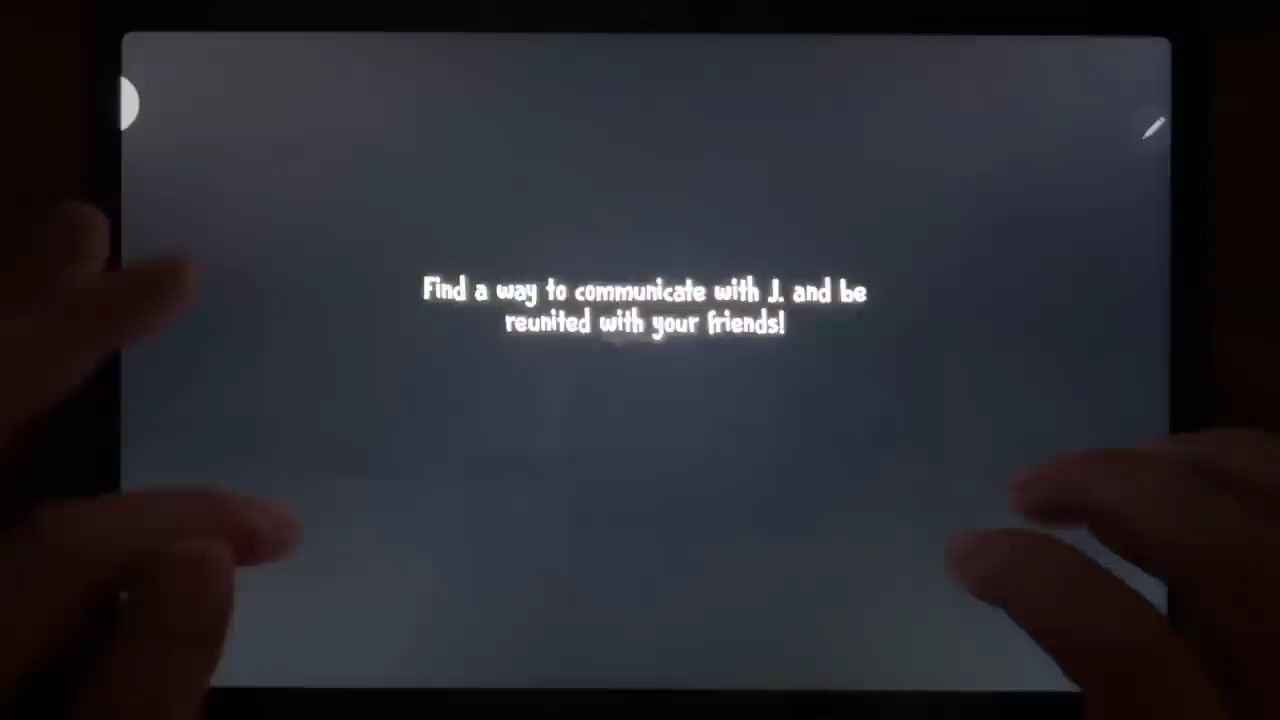 Find a way to communicate with J. and be
reunited with your friends!